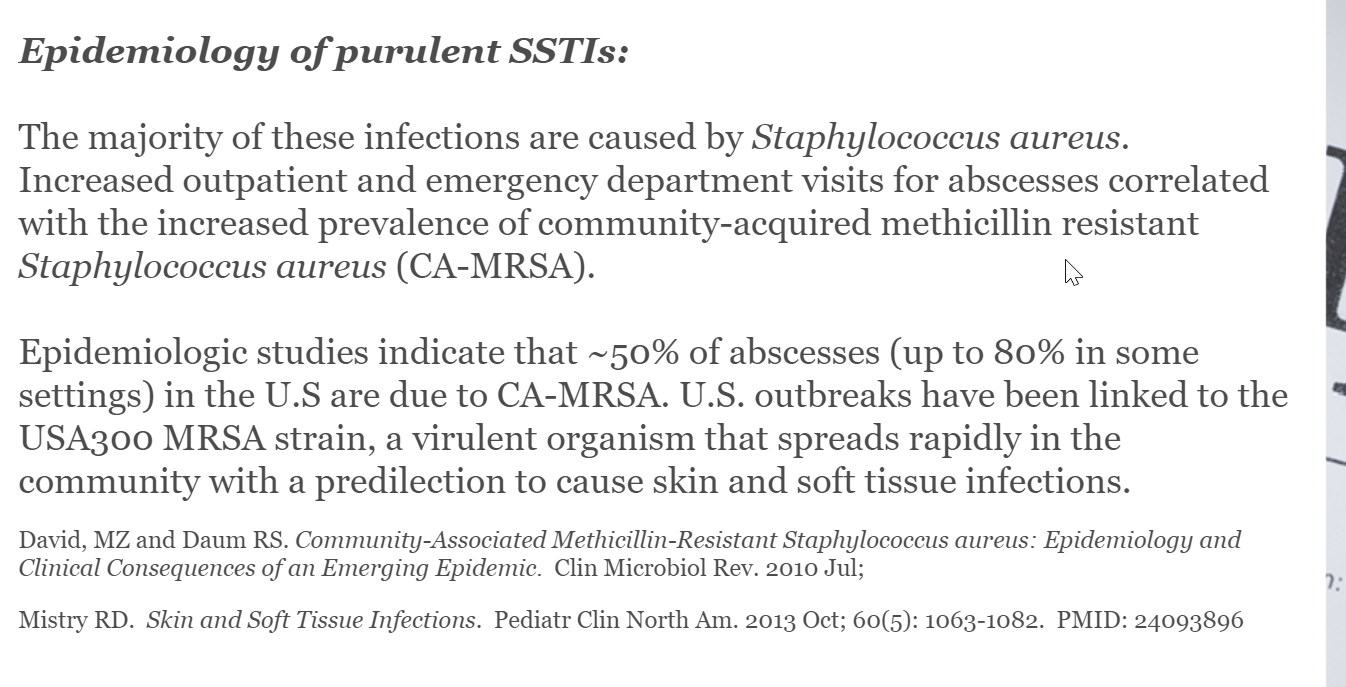 Epidemiology of purulent SSTIs:
The majority of these infections are caused by Staphylococcus aureus.
Increased outpatient and emergency department visits for abscesses correlated
with the increased prevalence of community-acquired methicillin resistant
Staphylococcus aureus (CA-MRSA).
Epidemiologic studies indicate that ~50% of abscesses (up to 80% in some
settings) in the U.S are due to CA-MRSA. U.S. outbreaks have been linked to the
USA300 MRSA strain, a virulent organism that spreads rapidly in the
community with a predilection to cause skin and soft tissue infections.
David, MZ and Daum RS. Community-Associated Methicillin-Resistant Staphylococcus aureus: Epidemiology and
Clinical Consequences of an Emerging Epidemic. Clin Microbiol Rev. 2010 Jul;
Mistry RD. Skin and Soft Tissue Infections. Pediatr Clin North Am. 2013 Oct; 60(5): 1063-1082. PMID: 24093896